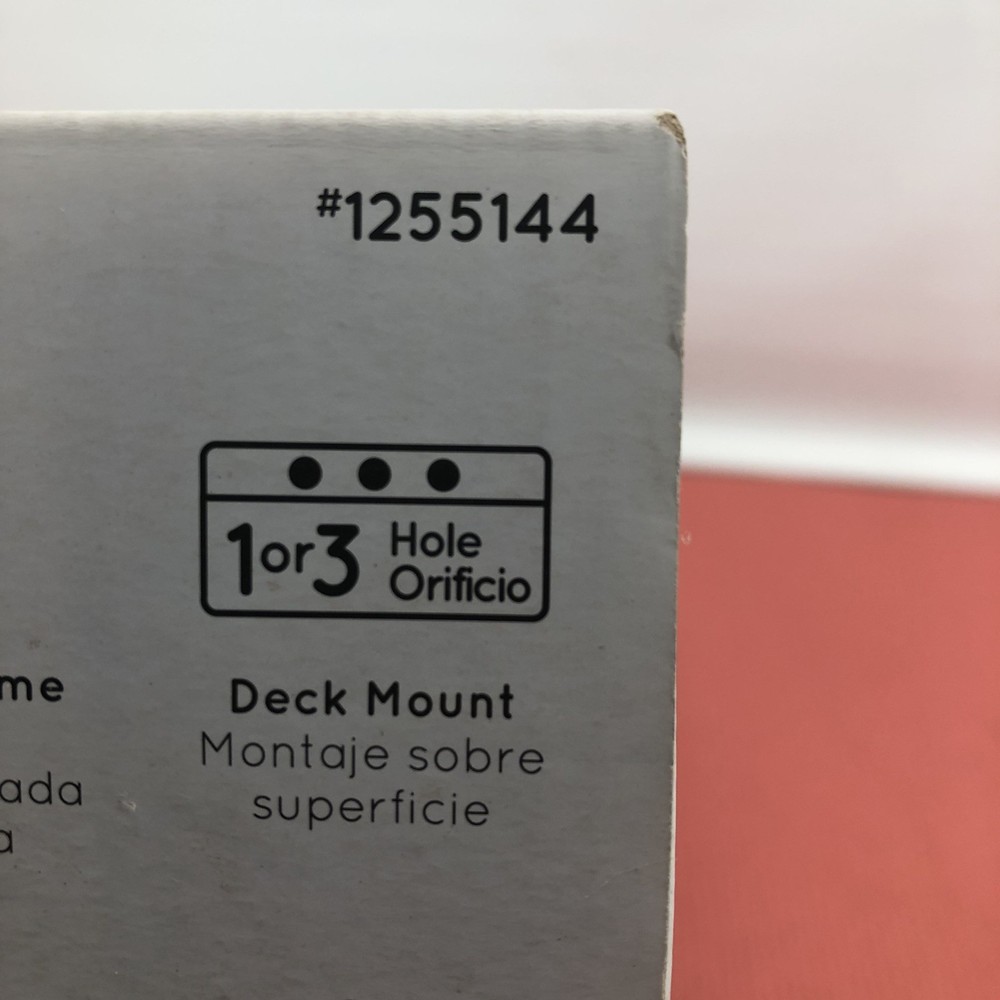 #1255144
1or3 Hole
Orificio
me
Deck Mount
Montaje sobre
superficie
ada
a